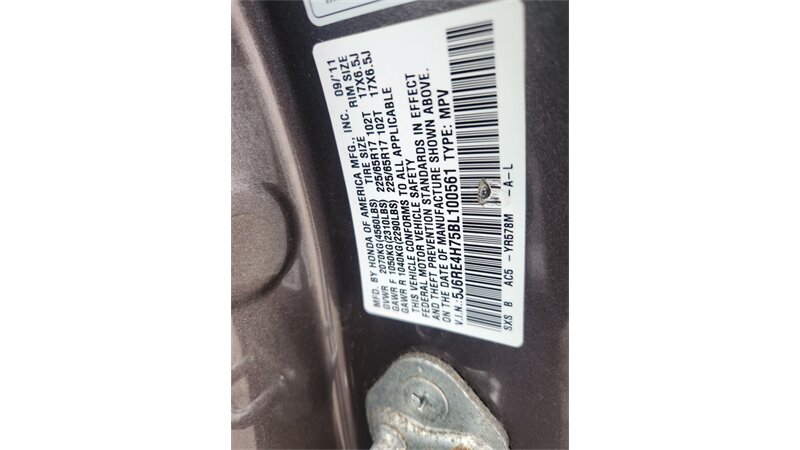 MFD. BY HONDA OF AMERICA MFG., INC. 09/'11
GVWR 2070KG(4560LBS) TIRE SIZE RIM SIZE
GAWR F 1050KG(2310LBS) 225/65R17 102T 17X6.5J
GAWR R 1040KG(2290LBS) 225/65R17 102T 17X6.5J
THIS VEHICLE CONFORMS TO ALL APPLICABLE
FEDERAL MOTOR VEHICLE SAFETY
AND THEFT PREVENTION STANDARDS IN EFFECT
ON THE DATE OF MANUFACTURE SHOWN ABOVE.
V.I.N.:5J6RE4H75BL100561 TYPE: MPV
SXS B AC5 -YR578M -A-L